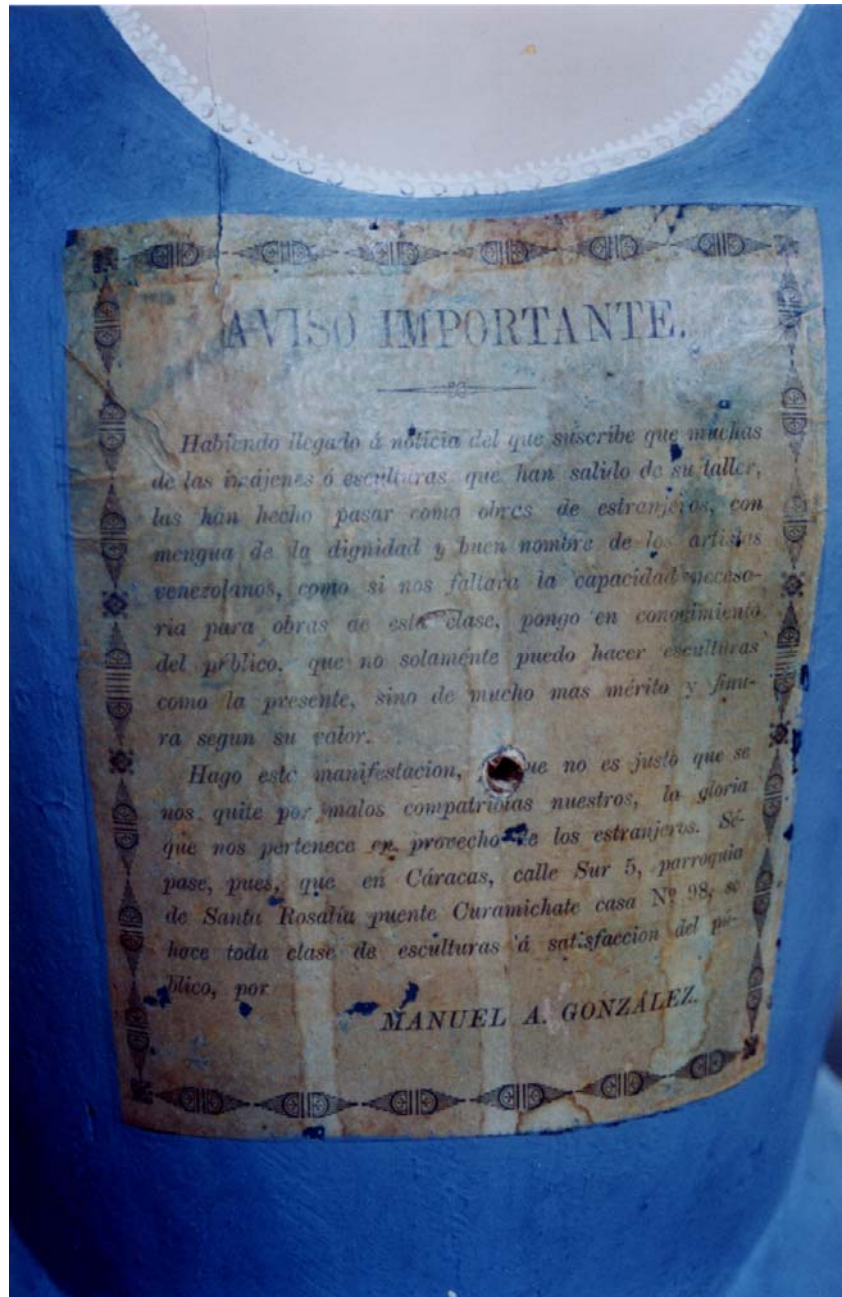 AVISO IMPORTANTE.
Habiendo llegado á noticia del que suscribe que muchas
de las imájenes ó esculturas que han salido de su taller,
las han hecho pasar como obras de estranjeros, con
mengua de la dignidad y buen nombre de los artistas
venezolanos, como si nos faltara la capacidad necesa-
ria para obras de esta clase, pongo en conocimiento
del público, que no solamente puedo hacer esculturas
como la presente, sino de mucho mas mérito y finu-
ra segun su valor.
Hago esta manifestacion, ue no es justo que se
nos quite por malos compatriotas nuestros, la gloria
que nos pertenece en provecho de los estranjeros. Sé-
pase, pues, que en Cáracas, calle Sur 5, parroquia
de Santa Rosalía puente Curamichate casa Nº 98, se
hace toda clase de esculturas á satisfaccion del pú-
blico, por
MANUEL A. GONZÁLEZ.